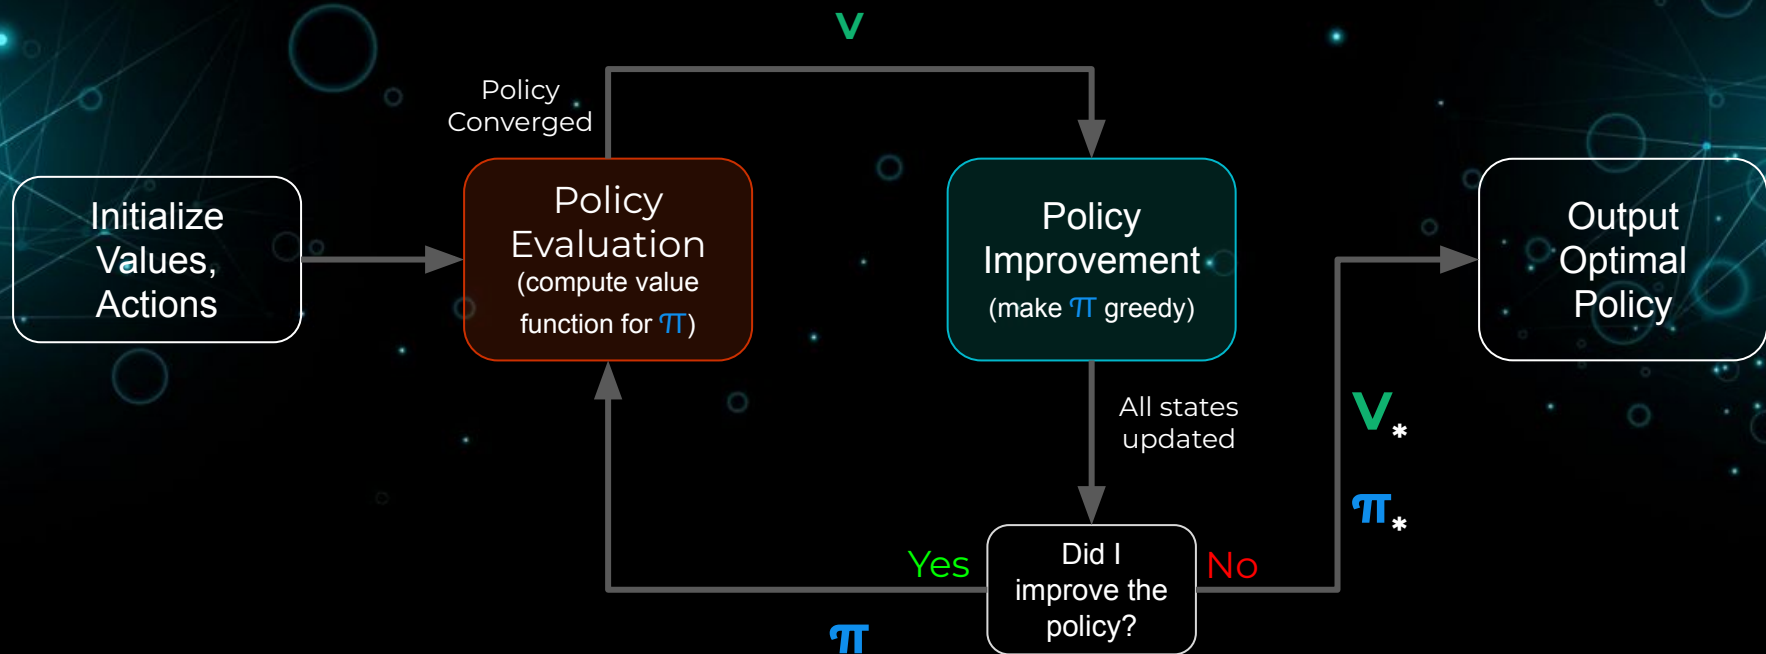 V
Policy
Converged
Initialize
Values,
Actions
Policy
Evaluation
(compute value
function for π)
Policy
Improvement
(make π greedy)
Output
Optimal
Policy
All states
updated
V*
π*
Yes
Did I
improve the
policy?
No
π